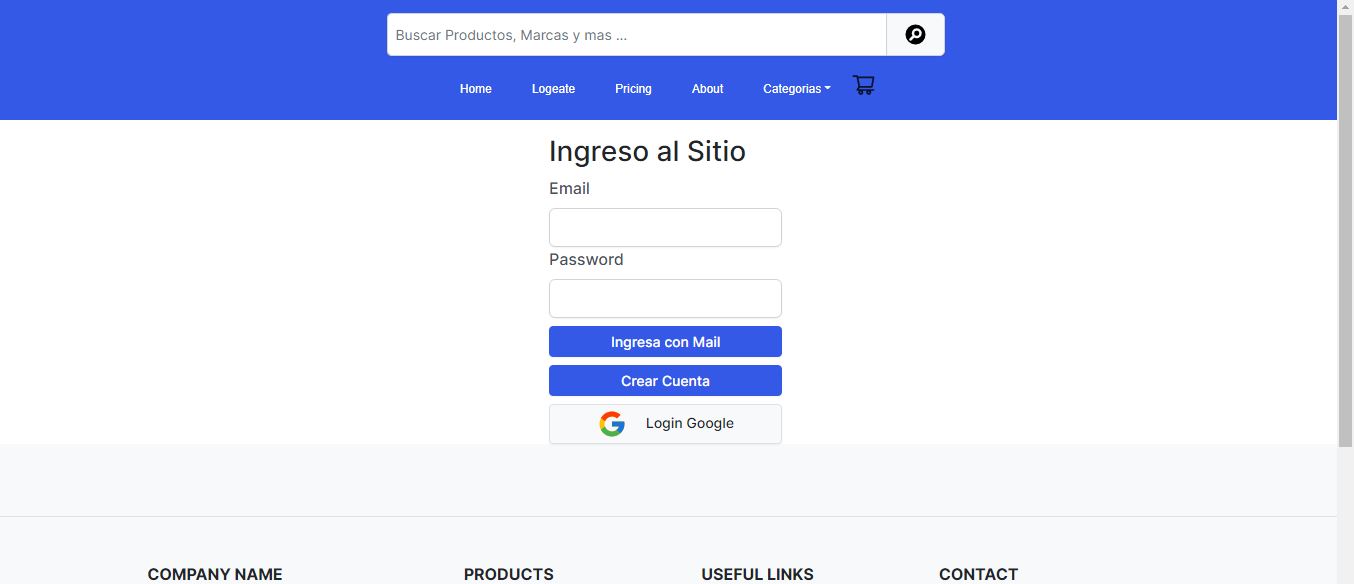 Buscar Productos, Marcas y mas ...
Home Logeate Pricing About Categorias
Ingreso al Sitio
Email
Password
Ingresa con Mail
Crear Cuenta
Login Google
COMPANY NAME PRODUCTS USEFUL LINKS CONTACT